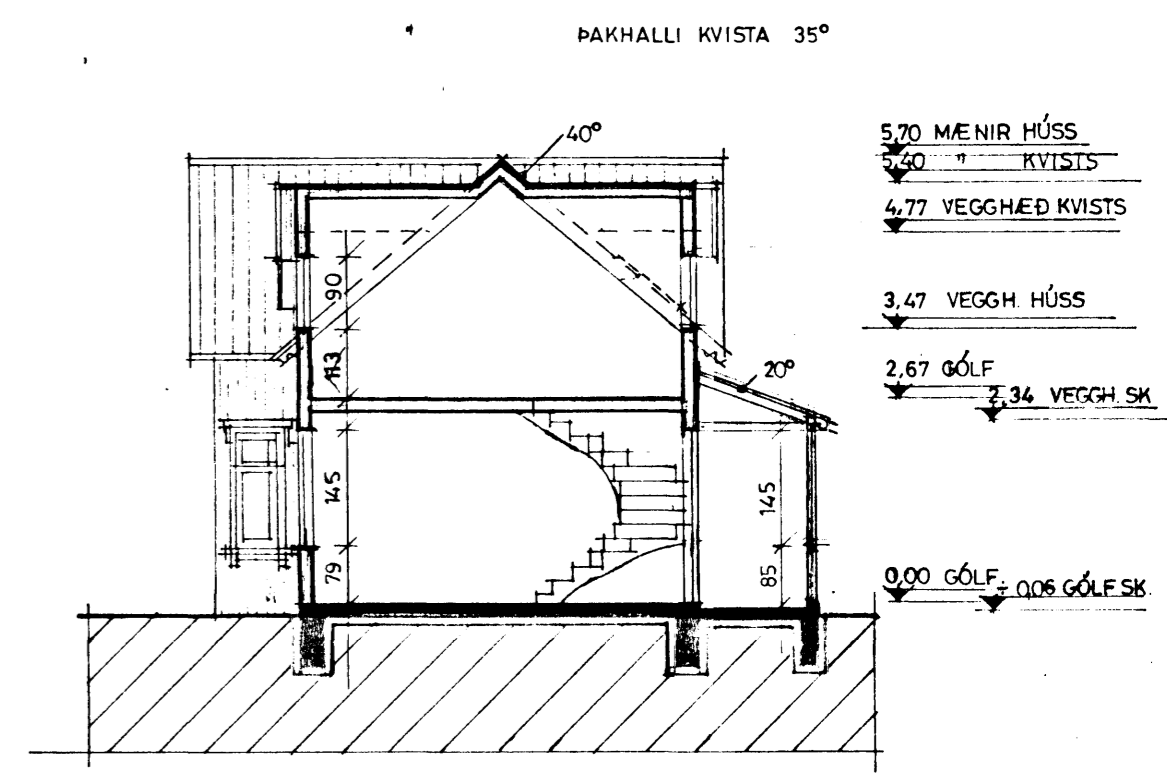 ÞAKHALLI KVISTA 35°
40°
5,70 MÆNIR HÚSS
5,40 " KVISTS
4,77 VEGGHÆÐ KVISTS
90
3,47 VEGGH. HÚSS
113
20°
2,67 GÓLF
2,34 VEGGH. SK
145
145
79
85
0,00 GÓLF
÷ 0,06 GÓLF SK.